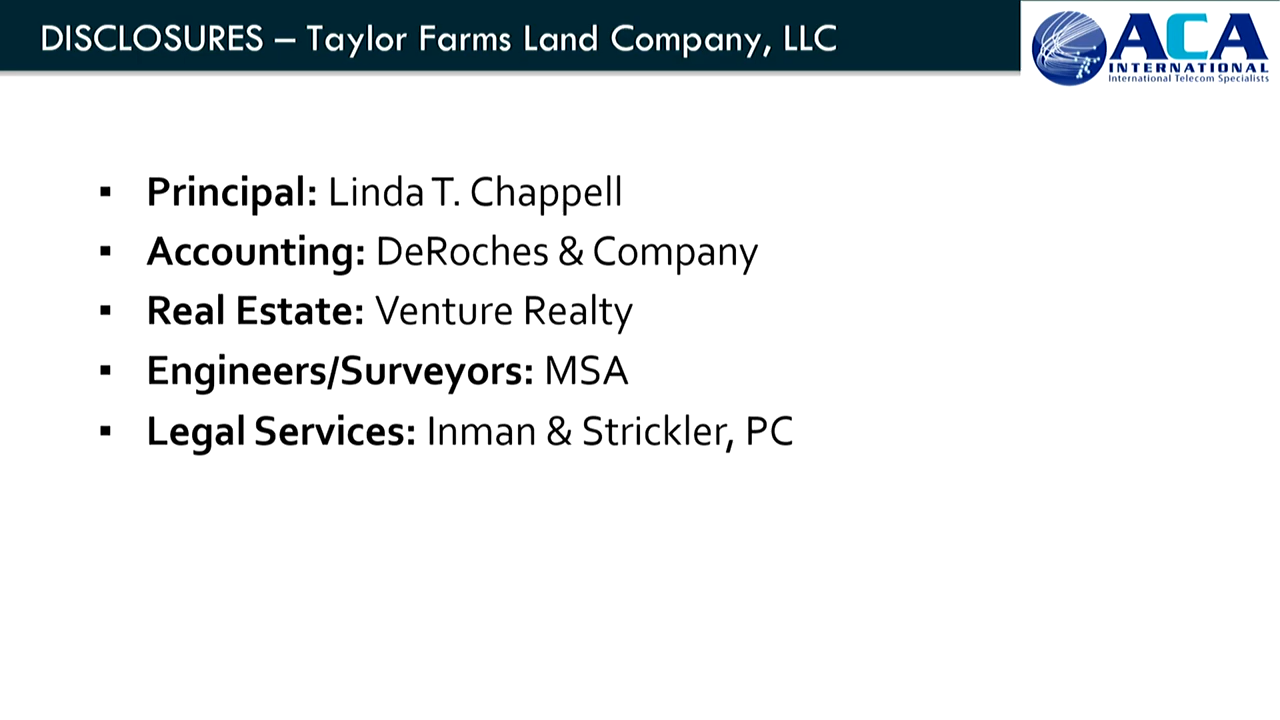 DISCLOSURES – Taylor Farms Land Company, LLC
ACA
INTERNATIONAL
International Telecom Specialists
▪ Principal: Linda T. Chappell
▪ Accounting: DeRoches & Company
▪ Real Estate: Venture Realty
▪ Engineers/Surveyors: MSA
▪ Legal Services: Inman & Strickler, PC